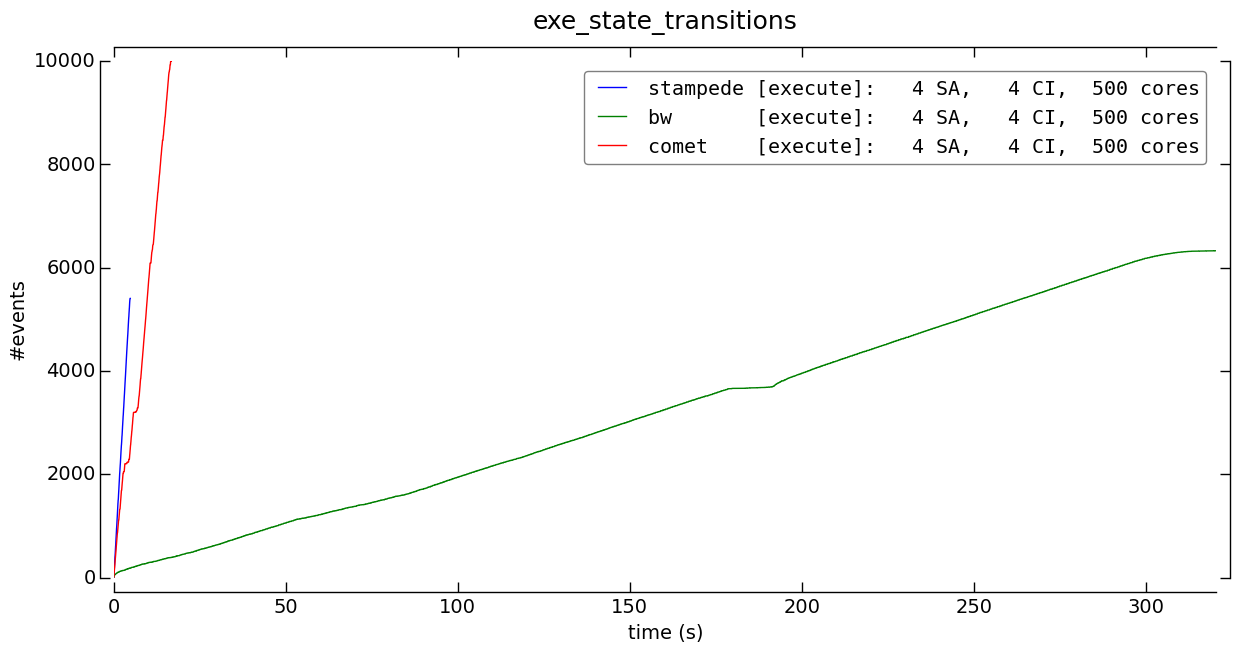 exe_state_transitions
10000
8000
6000
4000
2000
0
#events
stampede [execute]:   4 SA,   4 CI,  500 cores
bw       [execute]:   4 SA,   4 CI,  500 cores
comet    [execute]:   4 SA,   4 CI,  500 cores
0 50 100 150 200 250 300
time (s)